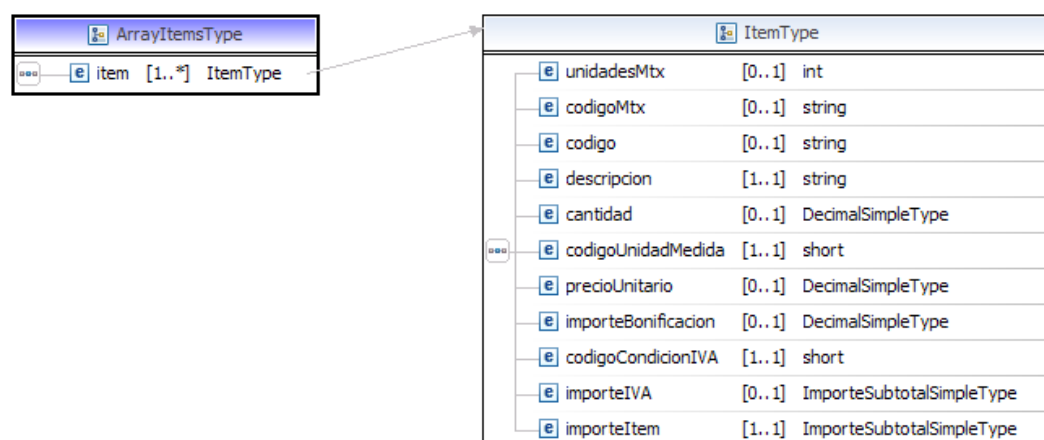 ArrayItemsType
e item [1..*] ItemType
ItemType
e unidadesMtx [0..1] int
e codigoMtx [0..1] string
e codigo [0..1] string
e descripcion [1..1] string
e cantidad [0..1] DecimalSimpleType
e codigoUnidadMedida [1..1] short
e precioUnitario [0..1] DecimalSimpleType
e importeBonificacion [0..1] DecimalSimpleType
e codigoCondicionIVA [1..1] short
e importeIVA [0..1] ImporteSubtotalSimpleType
e importeItem [1..1] ImporteSubtotalSimpleType